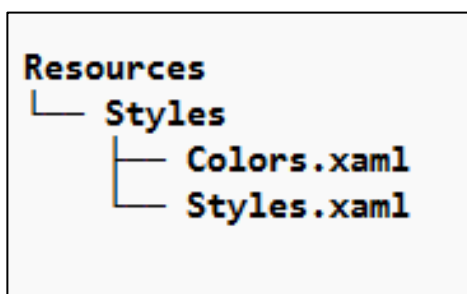 Resources
└── Styles
    ├── Colors.xaml
    └── Styles.xaml